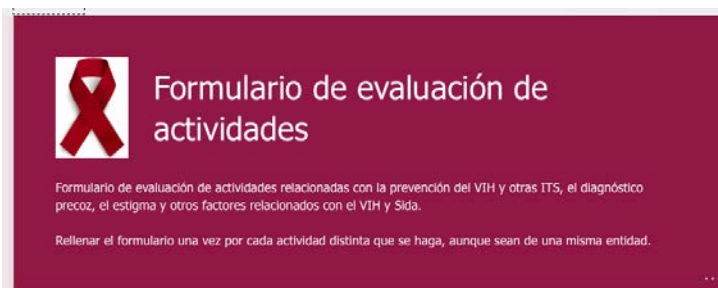 Formulario de evaluación de
actividades
Formulario de evaluación de actividades relacionadas con la prevención del VIH y otras ITS, el diagnóstico
precoz, el estigma y otros factores relacionados con el VIH y Sida.
Rellenar el formulario una vez por cada actividad distinta que se haga, aunque sean de una misma entidad.